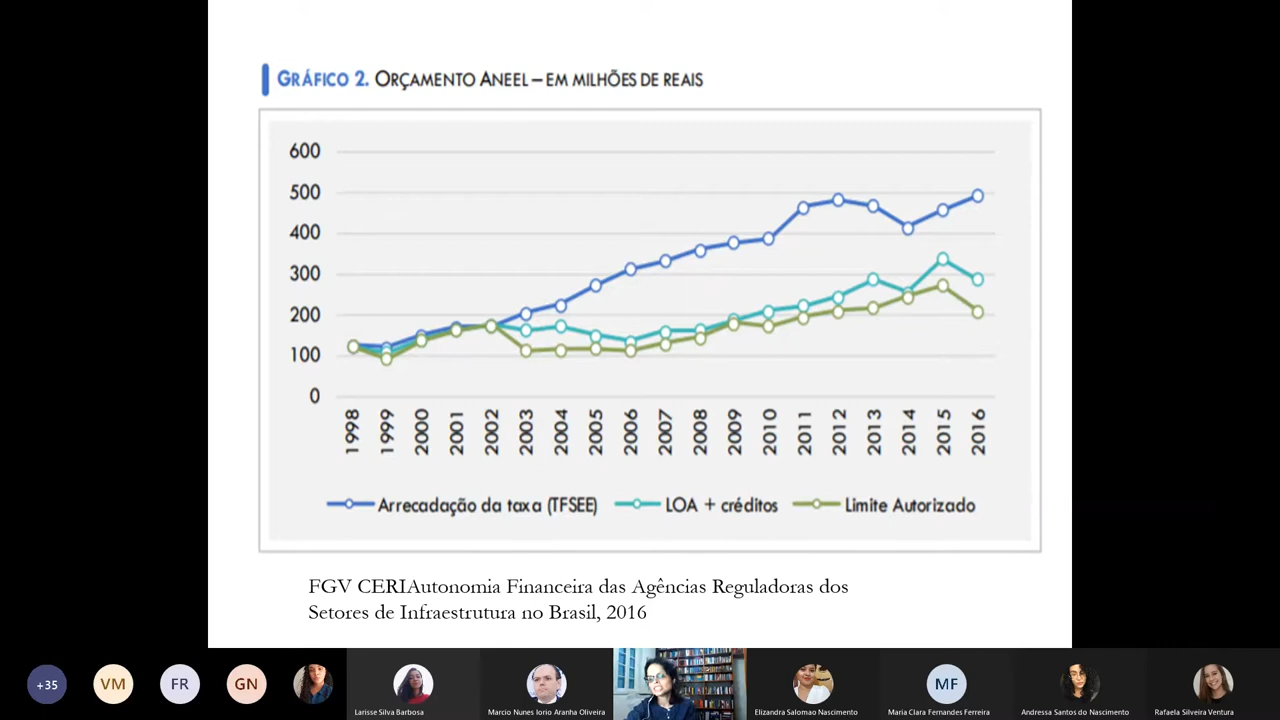 GRÁFICO 2. ORÇAMENTO ANEEL – EM MILHÕES DE REAIS
600
500
400
300
200
100
0
1998 1999 2000 2001 2002 2003 2004 2005 2006 2007 2008 2009 2010 2011 2012 2013 2014 2015 2016
Arrecadação da taxa (TFSEE) LOA + créditos Limite Autorizado
FGV CERIAutonomia Financeira das Agências Reguladoras dos
Setores de Infraestrutura no Brasil, 2016
+35 VM FR GN MF
Larisse Silva Barbosa Marcio Nunes Iorio Aranha Oliveira Elizandra Salomao Nascimento Maria Clara Fernandes Ferreira Andressa Santos do Nascimento Rafaela Silveira Ventura